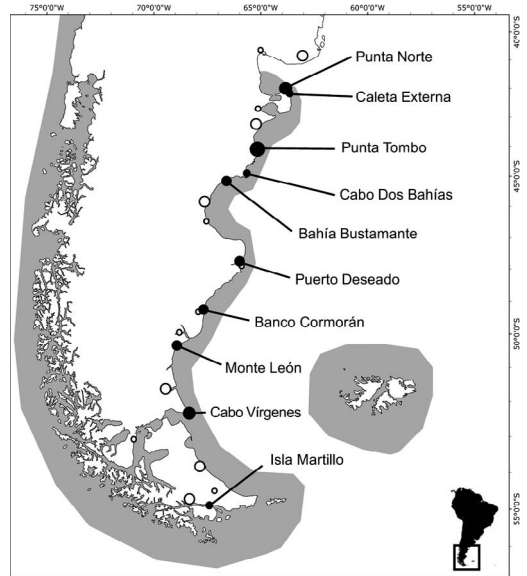 75°0'0"O
70°0'0"O
65°0'0"O
60°0'0"O
55°0'0"O
40°0'0"S
Punta Norte
Caleta Externa
Punta Tombo
45°0'0"S
Cabo Dos Bahías
Bahía Bustamante
Puerto Deseado
Banco Cormorán
50°0'0"S
Monte León
Cabo Vírgenes
Isla Martillo
55°0'0"S